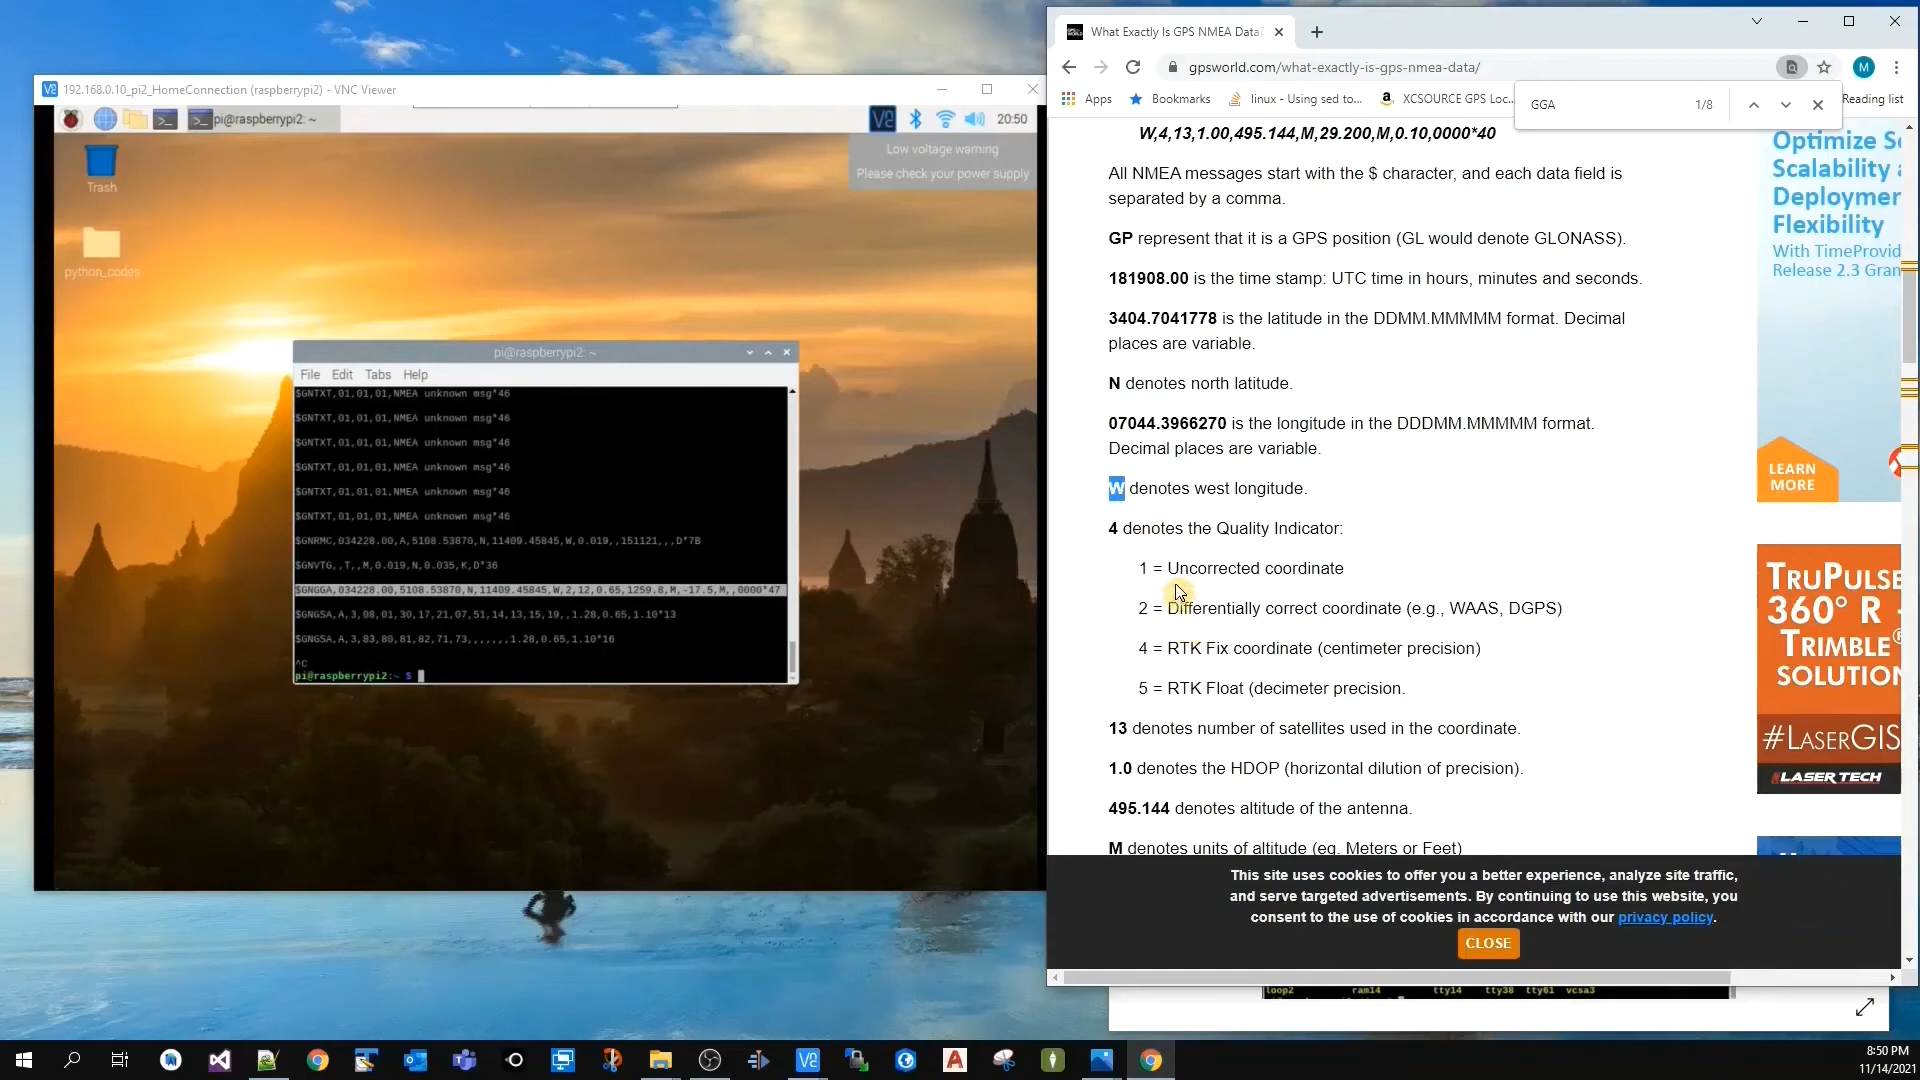 192.168.0.10_pi2_HomeConnection (raspberrypi2) - VNC Viewer
pi@raspberrypi2: ~
20:50
Low voltage warning
Please check your power supply
Trash
python_codes
pi@raspberrypi2: ~
File Edit Tabs Help
$GNTXT,01,01,01,NMEA unknown msg*46
$GNTXT,01,01,01,NMEA unknown msg*46
$GNTXT,01,01,01,NMEA unknown msg*46
$GNTXT,01,01,01,NMEA unknown msg*46
$GNTXT,01,01,01,NMEA unknown msg*46
$GNTXT,01,01,01,NMEA unknown msg*46
$GNRMC,034228.00,A,5108.53870,N,11409.45845,W,0.019,,151121,,,D*7B
$GNVTG,,T,,M,0.019,N,0.035,K,D*36
$GNGGA,034228.00,5108.53870,N,11409.45845,W,2,12,0.65,1259.8,M,-17.5,M,,0000*47
$GNGSA,A,3,08,01,30,17,21,07,51,14,13,15,19,,1.28,0.65,1.10*13
$GNGSA,A,3,83,80,81,82,71,73,,,,,,,1.28,0.65,1.10*16
^C
pi@raspberrypi2:~ $
What Exactly Is GPS NMEA Data?
gpsworld.com/what-exactly-is-gps-nmea-data/
M
Apps Bookmarks linux - Using sed to... XCSOURCE GPS Loc... Reading list
GGA 1/8
W,4,13,1.00,495.144,M,29.200,M,0.10,0000*40
All NMEA messages start with the $ character, and each data field is
separated by a comma.
GP represent that it is a GPS position (GL would denote GLONASS).
181908.00 is the time stamp: UTC time in hours, minutes and seconds.
3404.7041778 is the latitude in the DDMM.MMMMM format. Decimal
places are variable.
N denotes north latitude.
07044.3966270 is the longitude in the DDDMM.MMMMM format.
Decimal places are variable.
W denotes west longitude.
4 denotes the Quality Indicator:
1 = Uncorrected coordinate
2 = Differentially correct coordinate (e.g., WAAS, DGPS)
4 = RTK Fix coordinate (centimeter precision)
5 = RTK Float (decimeter precision.
13 denotes number of satellites used in the coordinate.
1.0 denotes the HDOP (horizontal dilution of precision).
495.144 denotes altitude of the antenna.
M denotes units of altitude (eg. Meters or Feet)
Optimize Sc
Scalability a
Deploymer
Flexibility
With TimeProvid
Release 2.3 Gran
LEARN
MORE
TRUPULSE
360° R
TRIMBLE®
SOLUTION
#LASERGIS
LASER TECH
This site uses cookies to offer you a better experience, analyze site traffic,
and serve targeted advertisements. By continuing to use this website, you
consent to the use of cookies in accordance with our privacy policy.
CLOSE
loop2 ram14 tty14 tty38 tty61 vcsa3
8:50 PM
11/14/2021